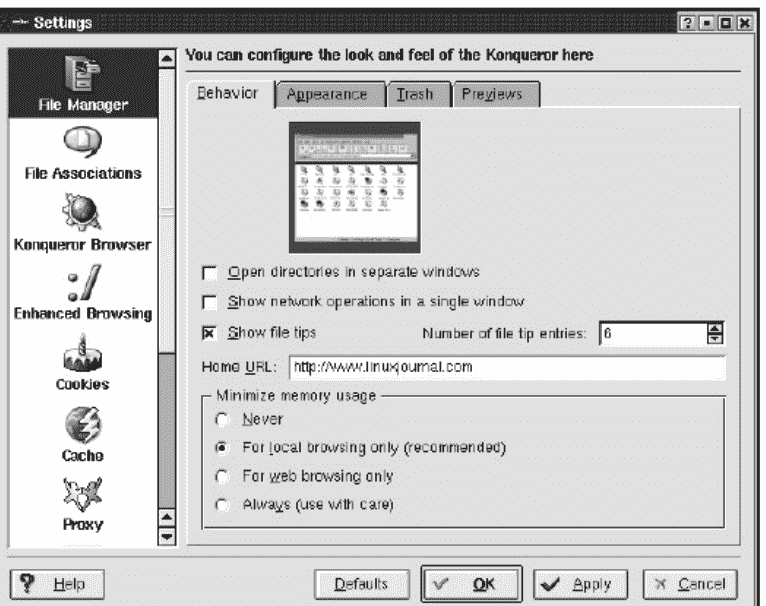 Settings
You can configure the look and feel of the Konqueror here
File Manager
File Associations
Konqueror Browser
Enhanced Browsing
Cookies
Cache
Proxy
Behavior
Appearance
Trash
Previews
Open directories in separate windows
Show network operations in a single window
Show file tips
Number of file tip entries: 6
Home URL: http://www.linuxjournal.com
Minimize memory usage
Never
For local browsing only (recommended)
For web browsing only
Always (use with care)
? Help
Defaults
OK
Apply
Cancel